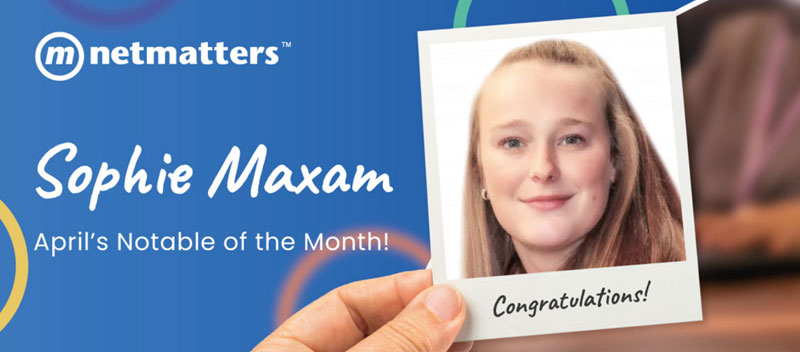 m netmatters™
Sophie Maxam
April's Notable of the Month!
Congratulations!